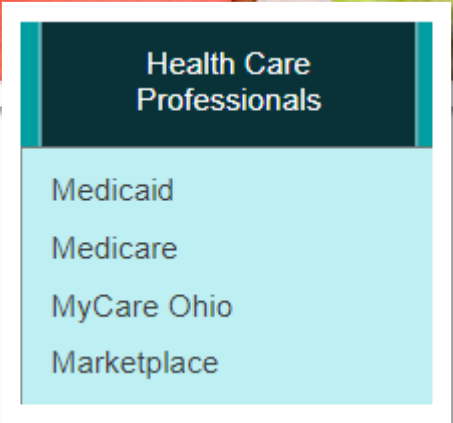 Health Care
Professionals
Medicaid
Medicare
MyCare Ohio
Marketplace